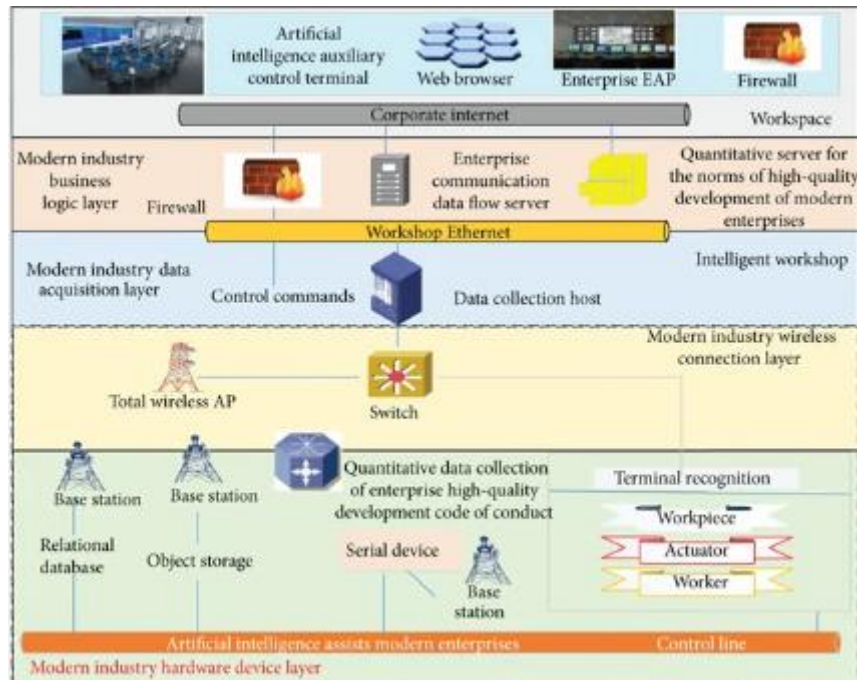 Artificial
intelligence auxiliary
control terminal
Web browser
Enterprise EAP
Firewall
Corporate internet
Workspace
Modern industry
business
logic layer
Firewall
Enterprise
communication
data flow server
Quantitative server for
the norms of high-quality
development of modern
enterprises
Workshop Ethernet
Intelligent workshop
Modern industry data
acquisition layer
Control commands
Data collection host
Modern industry wireless
connection layer
Total wireless AP
Switch
Base station
Base station
Quantitative data collection
of enterprise high-quality
development code of conduct
Terminal recognition
Workpiece
Actuator
Worker
Relational
database
Object storage
Serial device
Base
station
Artificial intelligence assists modern enterprises
Control line
Modern industry hardware device layer